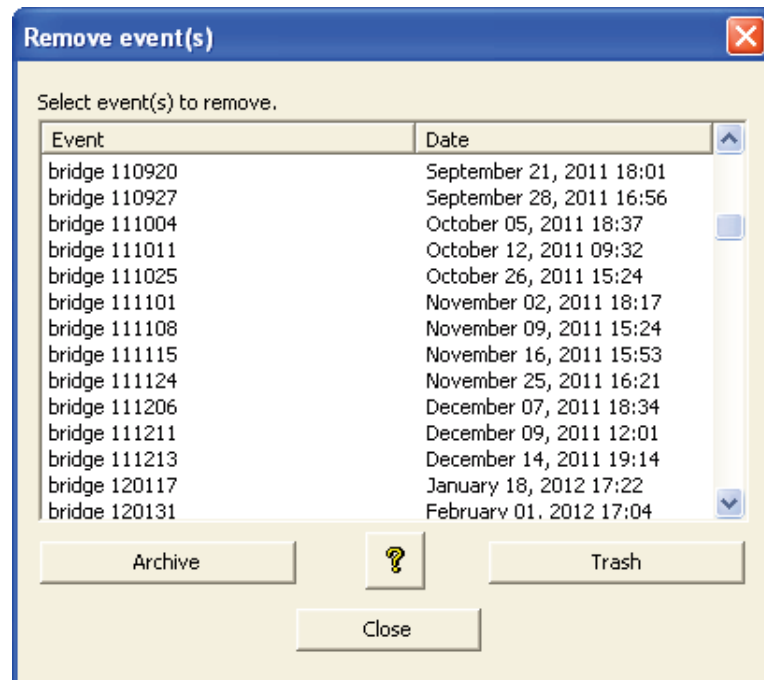 Remove event(s)
Select event(s) to remove.
Event Date
bridge 110920 September 21, 2011 18:01
bridge 110927 September 28, 2011 16:56
bridge 111004 October 05, 2011 18:37
bridge 111011 October 12, 2011 09:32
bridge 111025 October 26, 2011 15:24
bridge 111101 November 02, 2011 18:17
bridge 111108 November 09, 2011 15:24
bridge 111115 November 16, 2011 15:53
bridge 111124 November 25, 2011 16:21
bridge 111206 December 07, 2011 18:34
bridge 111211 December 09, 2011 12:01
bridge 111213 December 14, 2011 19:14
bridge 120117 January 18, 2012 17:22
bridge 120131 February 01, 2012 17:04
Archive ? Trash
Close